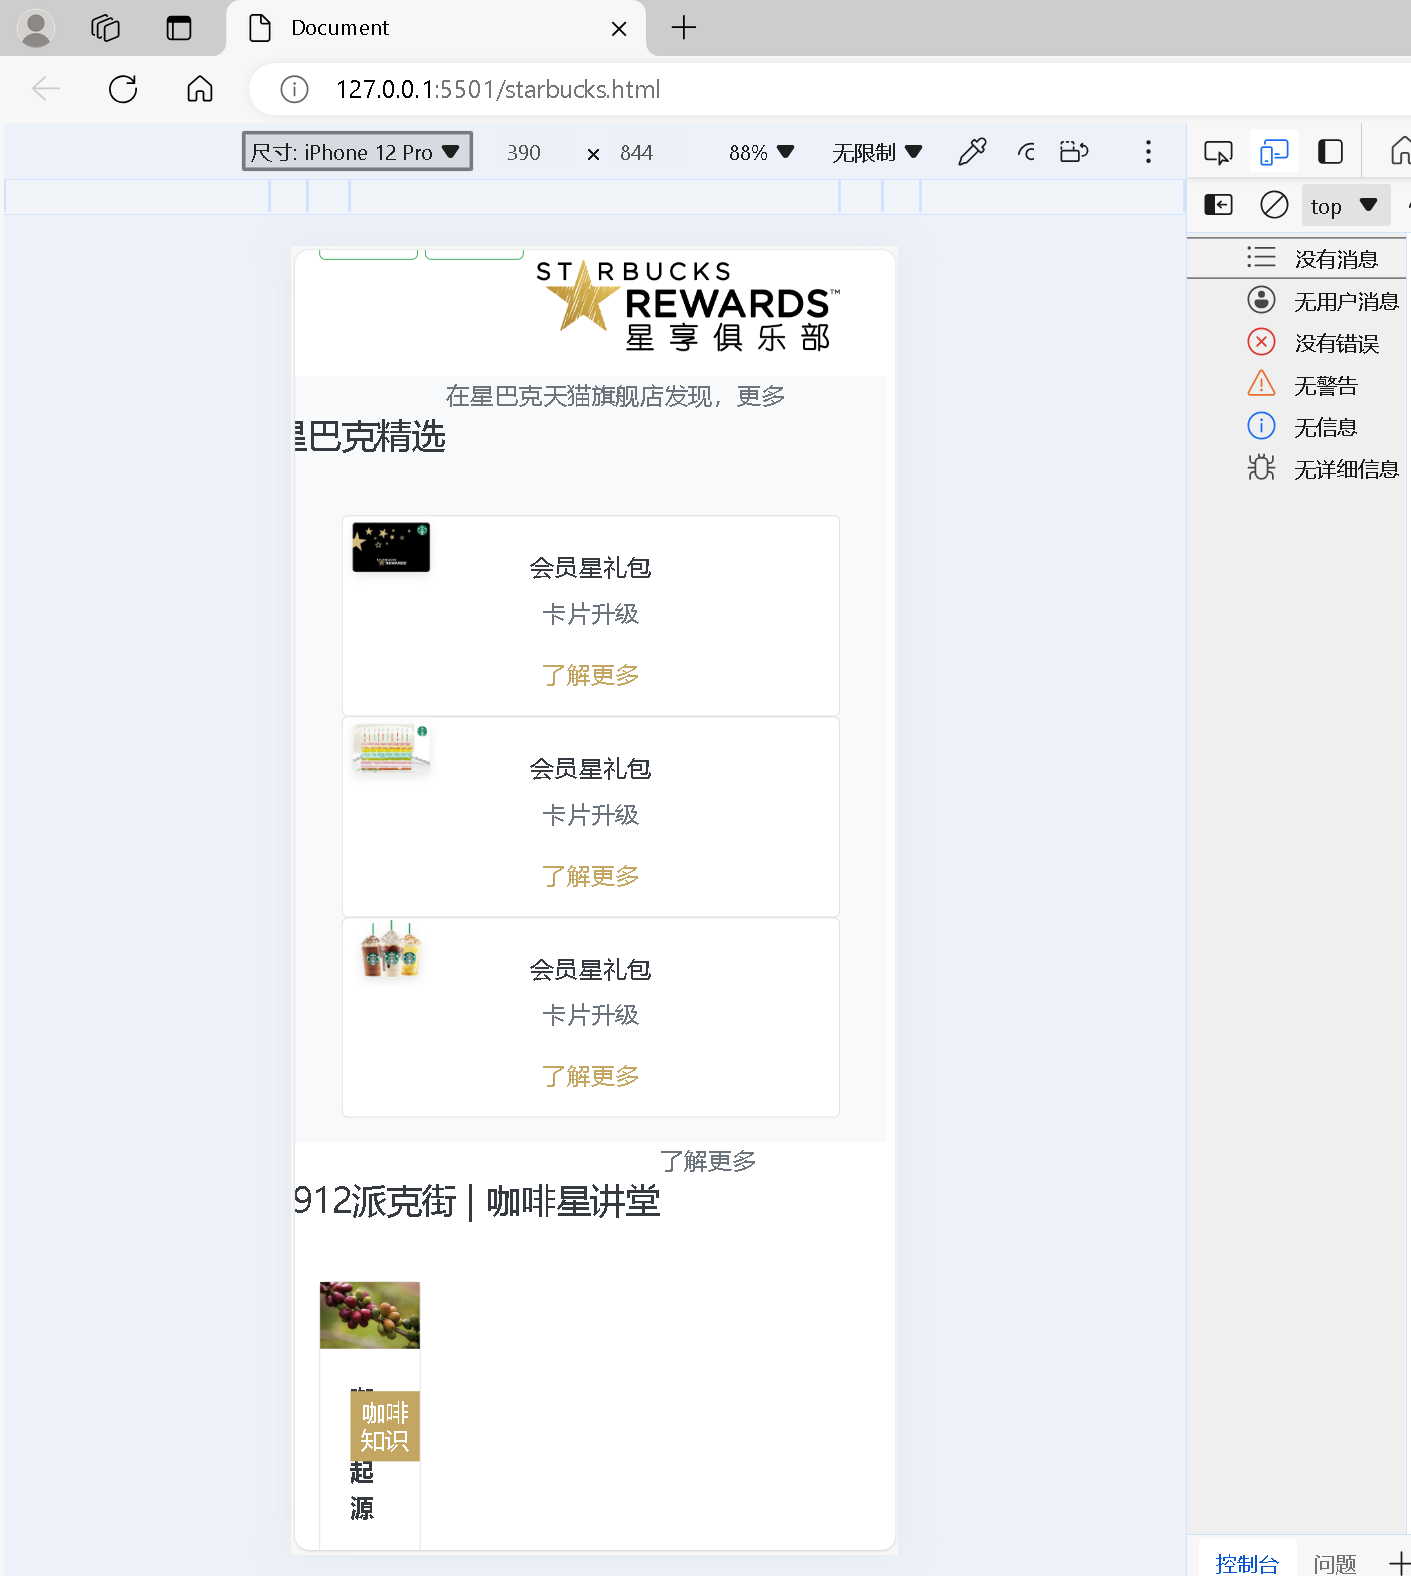 Document
127.0.0.1:5501/starbucks.html
尺寸: iPhone 12 Pro
390 × 844
88%
无限制
top
没有消息
无用户消息
没有错误
无警告
无信息
无详细信息
STARBUCKS
REWARDS™
星享俱乐部
在星巴克天猫旗舰店发现，更多
巴克精选
STARBUCKS
REWARDS
会员星礼包
卡片升级
了解更多
会员星礼包
卡片升级
了解更多
会员星礼包
卡片升级
了解更多
了解更多
912派克街 | 咖啡星讲堂
咖啡
知识
起
源
控制台
问题